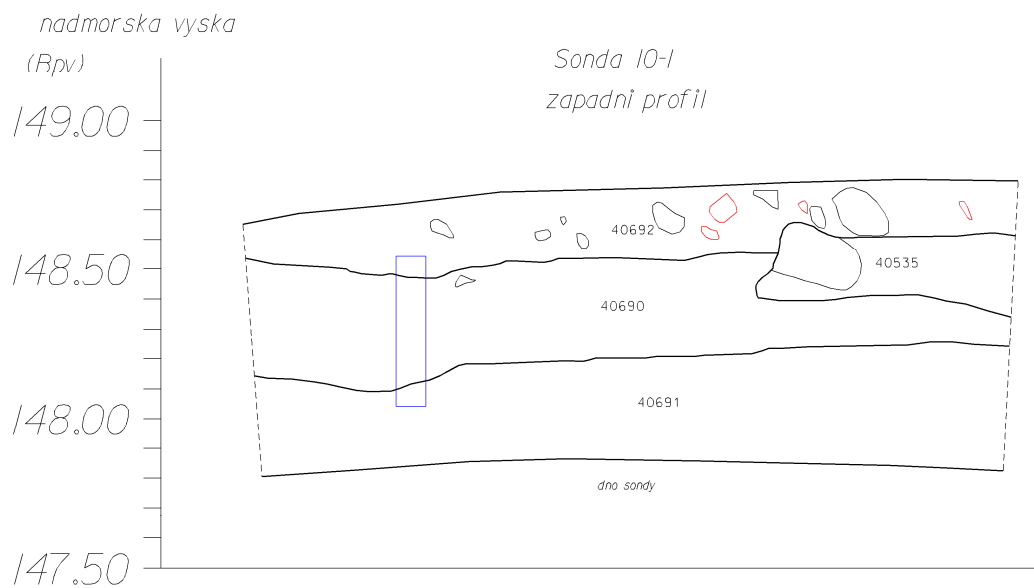 nadmorska vyska
(Bpv)
Sonda 10-1
zapadni profil
149.00
40692
148.50
40535
40690
40691
148.00
dno sondy
147.50